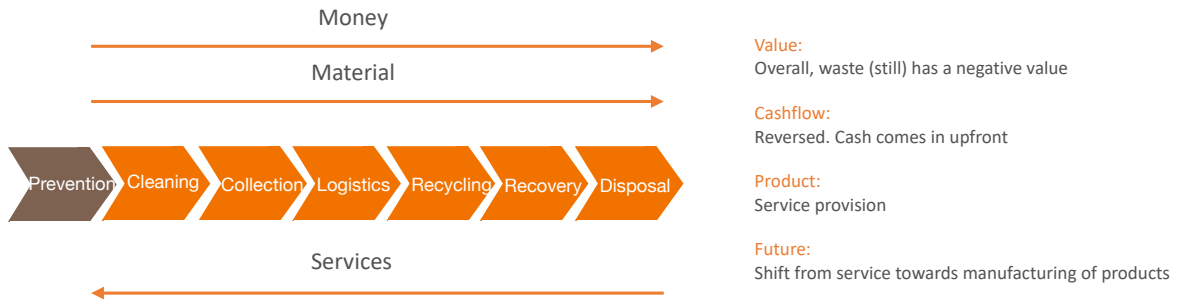 Money
Material
Prevention
Cleaning
Collection
Logistics
Recycling
Recovery
Disposal
Services
Value:
Overall, waste (still) has a negative value
Cashflow:
Reversed. Cash comes in upfront
Product:
Service provision
Future:
Shift from service towards manufacturing of products